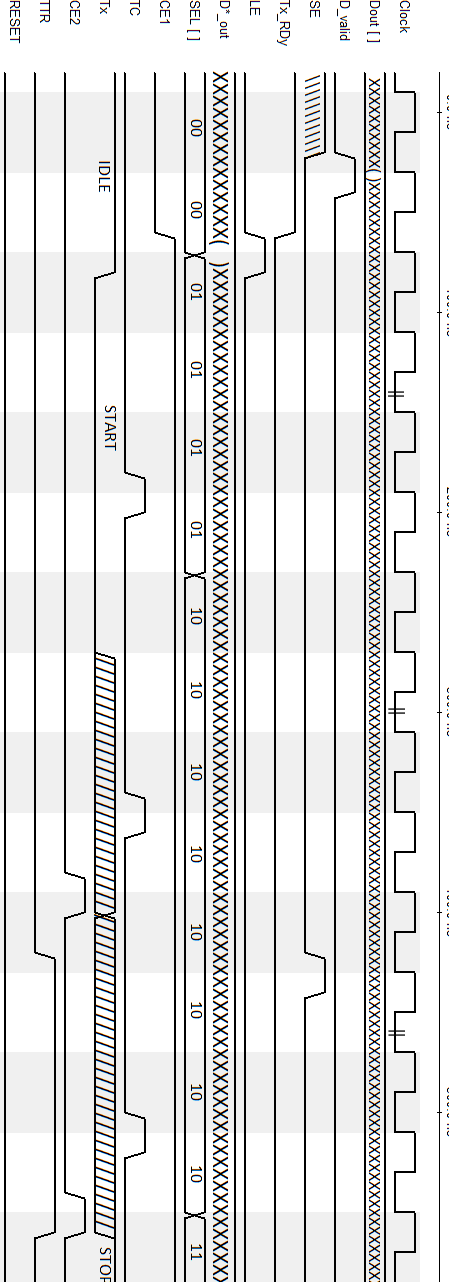 Clock
Dout [ ]
D_valid
SE
Tx_RDy
LE
D*_out
SEL [ ] 00 00 01 01 01 01 10 10 10 10 10 10 10 10 11
CE1
TC
Tx IDLE START STOP
CE2
TTR
RESET